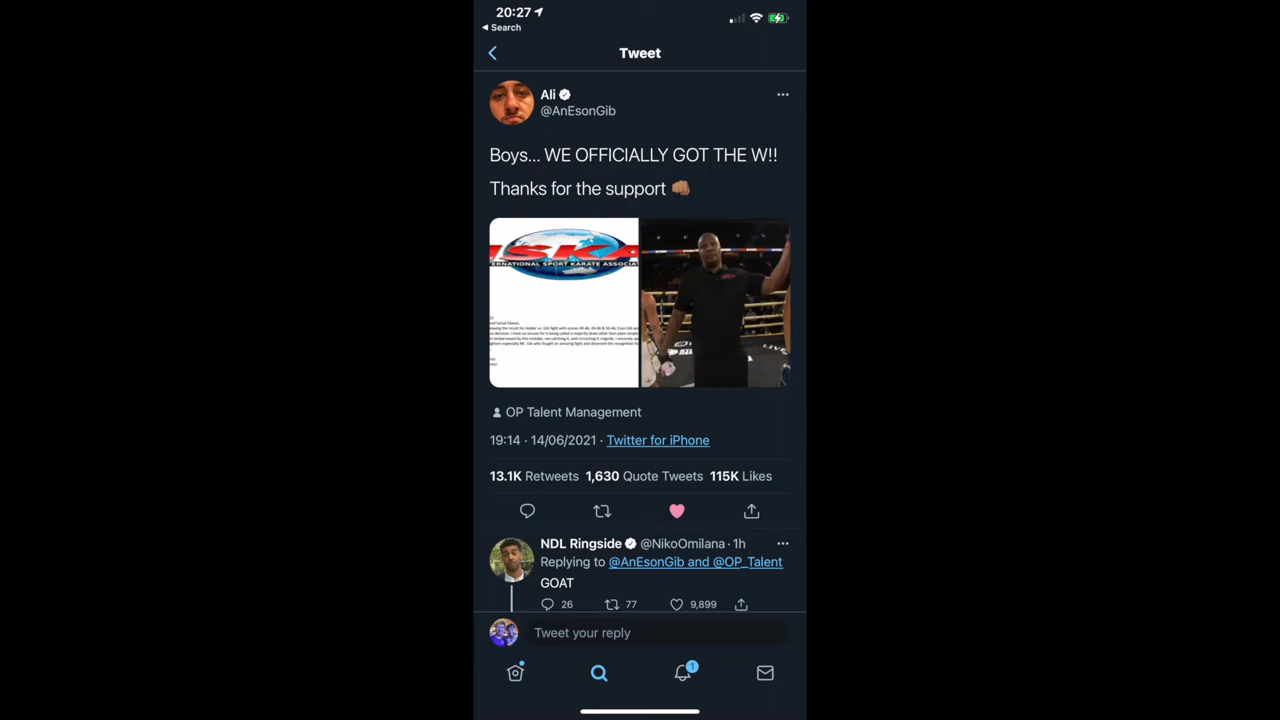 20:27
Search
Tweet
Ali
@AnEsonGib
Boys... WE OFFICIALLY GOT THE W!!
Thanks for the support
ISKA
TERNATIONAL SPORT KARATE ASSOCIAT
OP Talent Management
19:14 · 14/06/2021 · Twitter for iPhone
13.1K Retweets 1,630 Quote Tweets 115K Likes
NDL Ringside @NikoOmilana · 1h
Replying to @AnEsonGib and @OP_Talent
GOAT
26 77 9,899
Tweet your reply
1